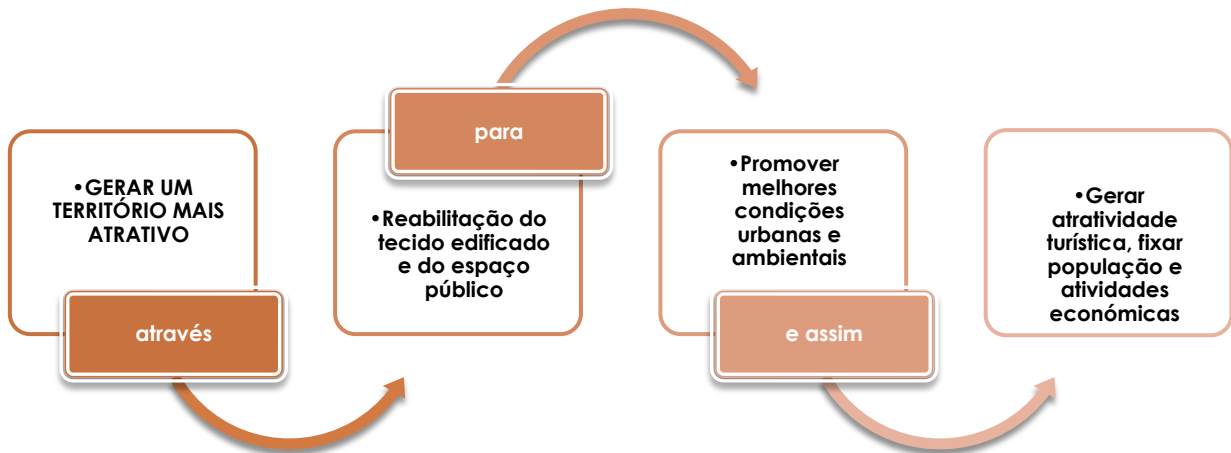 •GERAR UM
TERRITÓRIO MAIS
ATRATIVO
através
para
•Reabilitação do
tecido edificado
e do espaço
público
•Promover
melhores
condições
urbanas e
ambientais
e assim
•Gerar
atratividade
turística, fixar
população e
atividades
económicas